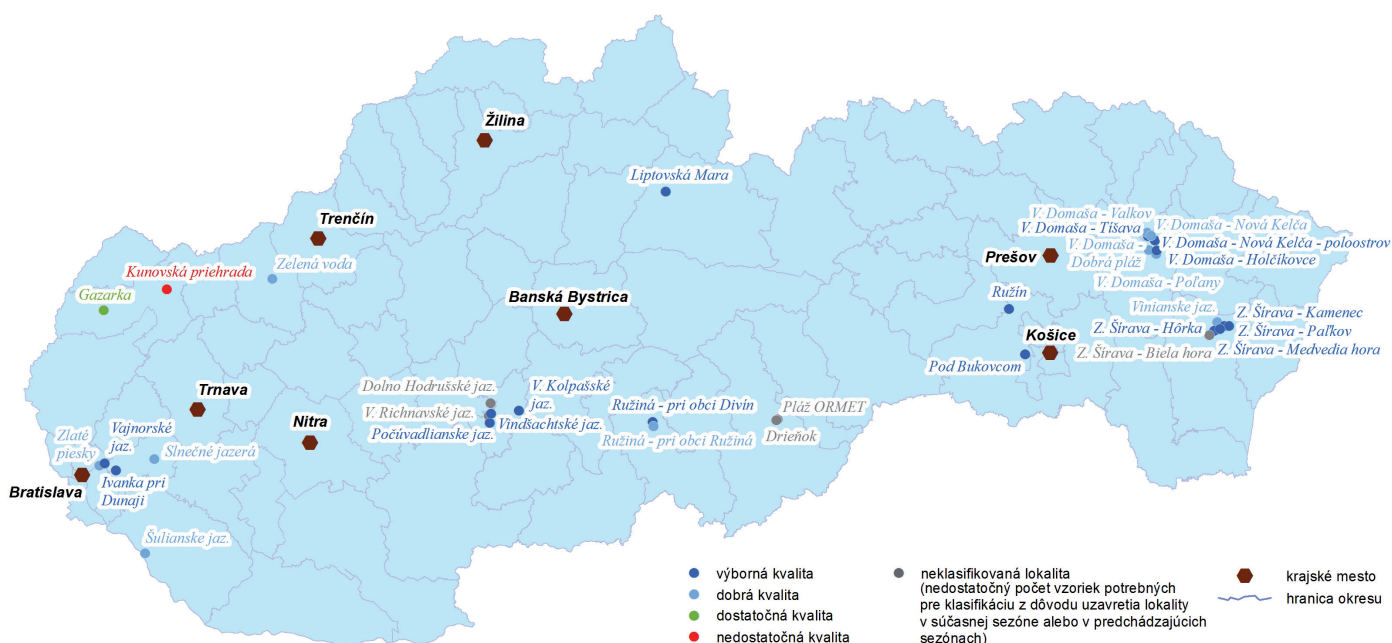 Žilina
Liptovská Mara
Trenčín
V. Domaša - Valkov
V. Domaša - Tišava
V. Domaša - Nová Kelča
V. Domaša -
Dobrá pláž
V. Domaša - Nová Kelča - poloostrov
V. Domaša - Holčíkovce
V. Domaša - Poľany
Prešov
Kunovská priehrada
Zelená voda
Gazarka
Banská Bystrica
Ružín
Vinianske jaz.
Z. Šírava - Kamenec
Z. Šírava - Hôrka
Z. Šírava - Paľkov
Z. Šírava - Medvedia hora
Z. Šírava - Biela hora
Košice
Pod Bukovcom
Trnava
Nitra
Dolno Hodrušské jaz.
V. Kolpašské
jaz.
V. Richnavské jaz.
Vindšachtské jaz.
Počúvadlianske jaz.
Ružiná - pri obci Divín
Ružiná - pri obci Ružiná
Pláž ORMET
Drieňok
Zlaté
piesky
Vajnorské
jaz.
Slnečné jazerá
Bratislava
Ivanka pri
Dunaji
Šulianske jaz.
výborná kvalita
dobrá kvalita
dostatočná kvalita
nedostatočná kvalita
neklasifikovaná lokalita
(nedostatočný počet vzoriek potrebných
pre klasifikáciu z dôvodu uzavretia lokality
v súčasnej sezóne alebo v predchádzajúcich
sezónach)
krajské mesto
hranica okresu